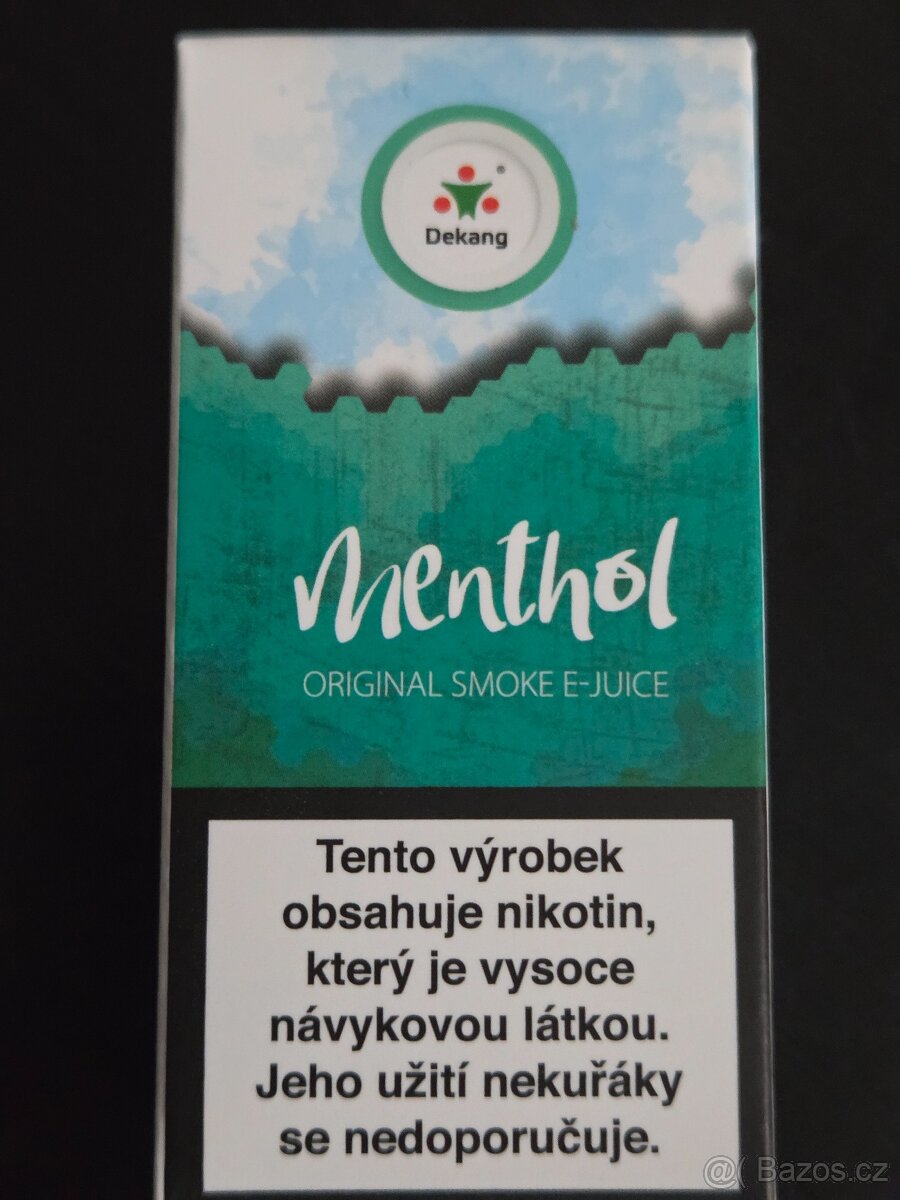 ®
Dekang
Menthol
ORIGINAL SMOKE E-JUICE
Tento výrobek
obsahuje nikotin,
který je vysoce
návykovou látkou.
Jeho užití nekuřáky
se nedoporučuje.
@( Bazos.cz